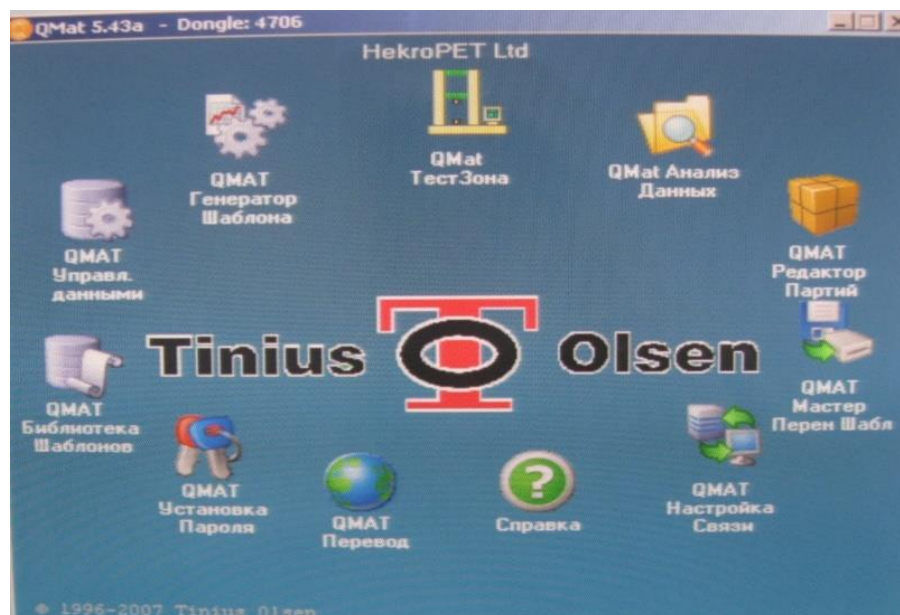 QMat 5.43a - Dongle: 4706
HekroPET Ltd
QMat
ТестЗона
QMAT
Генератор
Шаблона
QMat Анализ
Данных
QMAT
Управл.
данными
QMAT
Редактор
Партий
Tinius
Olsen
QMAT
Библиотека
Шаблонов
QMAT
Мастер
Перен Шабл
QMAT
Установка
Пароля
QMAT
Перевод
?
Справка
QMAT
Настройка
Связи
© 1996-2007 Tinius Olsen